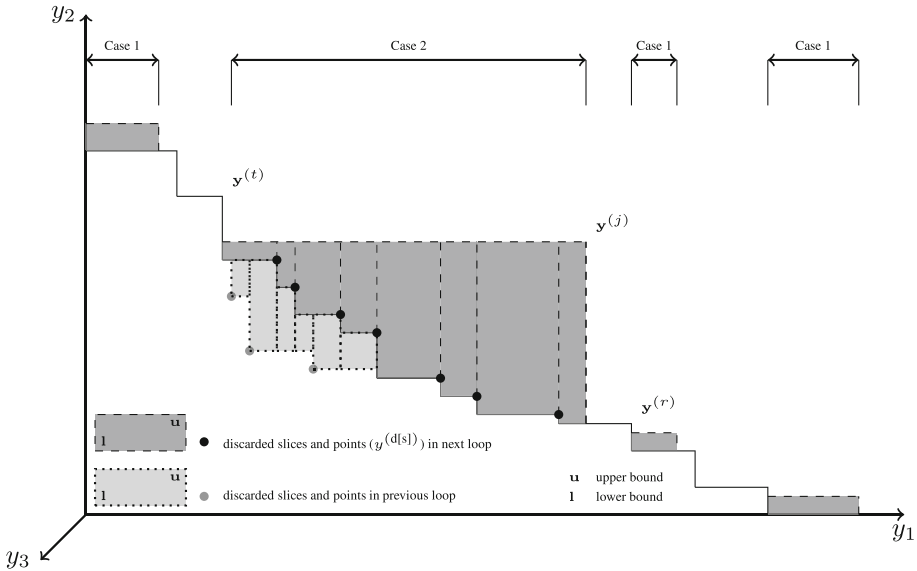 y₂
Case 1 Case 2 Case 1 Case 1
y^(t)
y^(j)
y^(r)
u
l
discarded slices and points (y^(d[s])) in next loop
u
l
discarded slices and points in previous loop
u upper bound
l lower bound
y₁
y₃